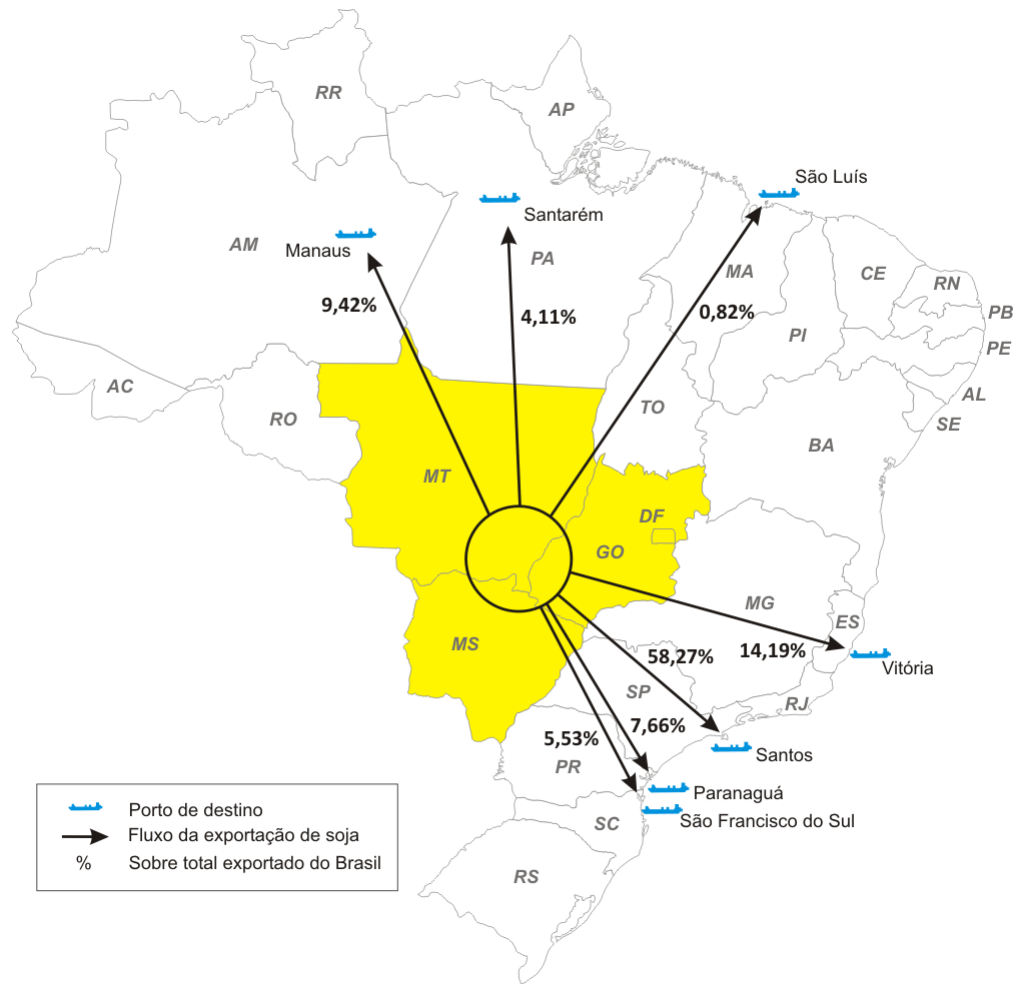 RR
AP
São Luís
Santarém
Manaus
AM
PA
MA
CE
RN
PB
9,42%
4,11%
0,82%
PI
PE
AC
RO
TO
AL
SE
BA
MT
DF
GO
MG
ES
MS
58,27%
14,19%
Vitória
SP
RJ
5,53%
7,66%
Santos
PR
Paranaguá
São Francisco do Sul
SC
RS
Porto de destino
Fluxo da exportação de soja
% Sobre total exportado do Brasil